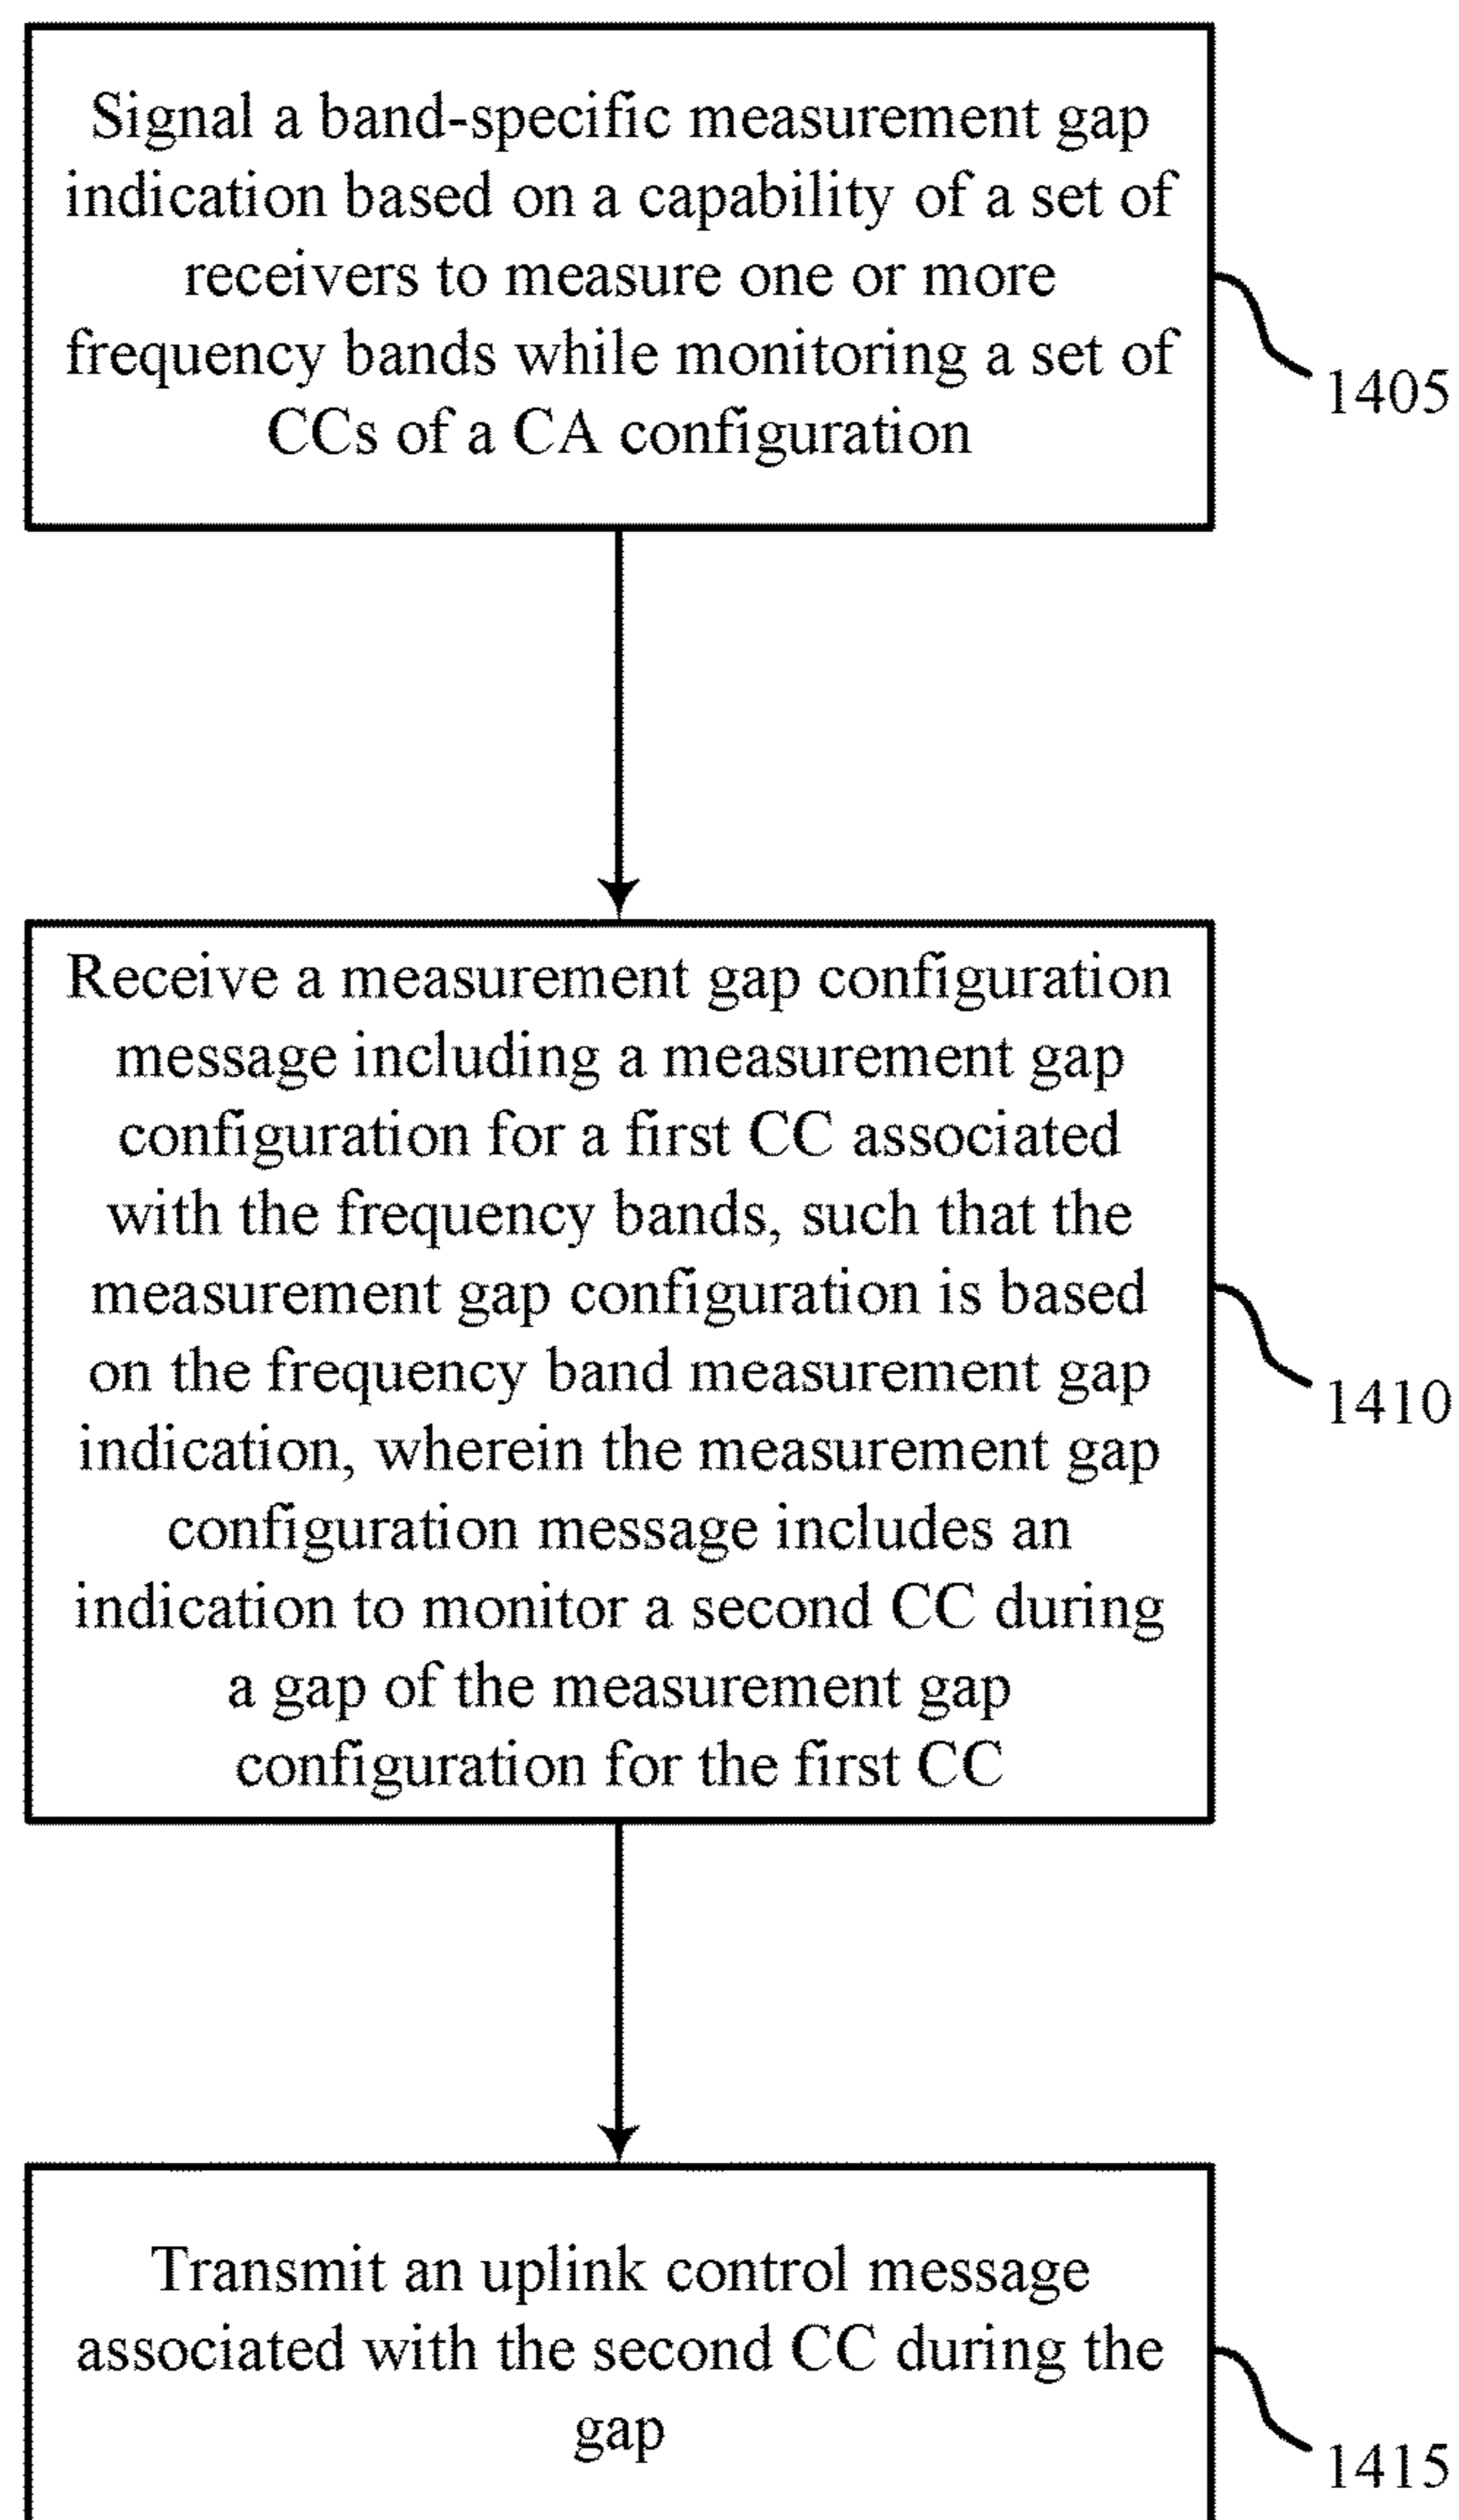 Signal a band-specific measurement gap
indication based on a capability of a set of
receivers to measure one or more
frequency bands while monitoring a set of
CCs of a CA configuration
1405
Receive a measurement gap configuration
message including a measurement gap
configuration for a first CC associated
with the frequency bands, such that the
measurement gap configuration is based
on the frequency band measurement gap
indication, wherein the measurement gap
configuration message includes an
indication to monitor a second CC during
a gap of the measurement gap
configuration for the first CC
1410
Transmit an uplink control message
associated with the second CC during the
gap
1415